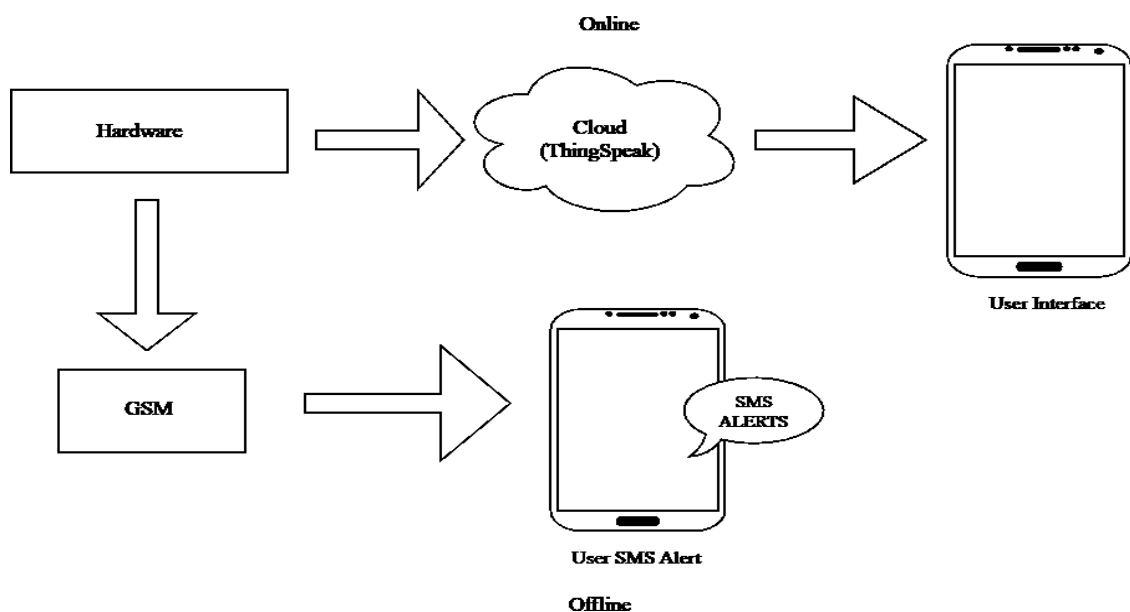 Online
Hardware
Cloud
(ThingSpeak)
User Interface
GSM
SMS
ALERTS
User SMS Alert
Offline